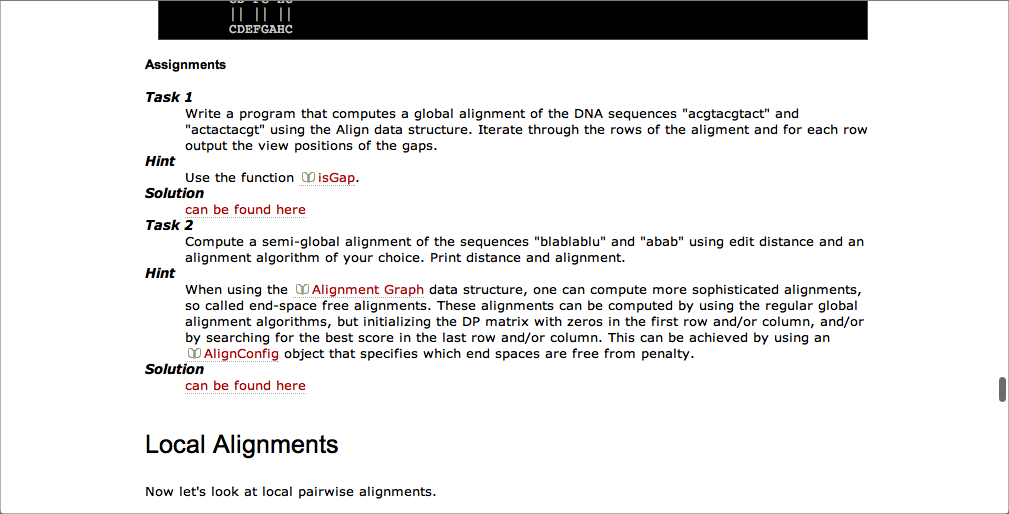 || || ||
CDEFGAHC
Assignments
Task 1
Write a program that computes a global alignment of the DNA sequences "acgtacgtact" and
"actactacgt" using the Align data structure. Iterate through the rows of the aligment and for each row
output the view positions of the gaps.
Hint
Use the function isGap.
Solution
can be found here
Task 2
Compute a semi-global alignment of the sequences "blablablu" and "abab" using edit distance and an
alignment algorithm of your choice. Print distance and alignment.
Hint
When using the Alignment Graph data structure, one can compute more sophisticated alignments,
so called end-space free alignments. These alignments can be computed by using the regular global
alignment algorithms, but initializing the DP matrix with zeros in the first row and/or column, and/or
by searching for the best score in the last row and/or column. This can be achieved by using an
AlignConfig object that specifies which end spaces are free from penalty.
Solution
can be found here
Local Alignments
Now let's look at local pairwise alignments.